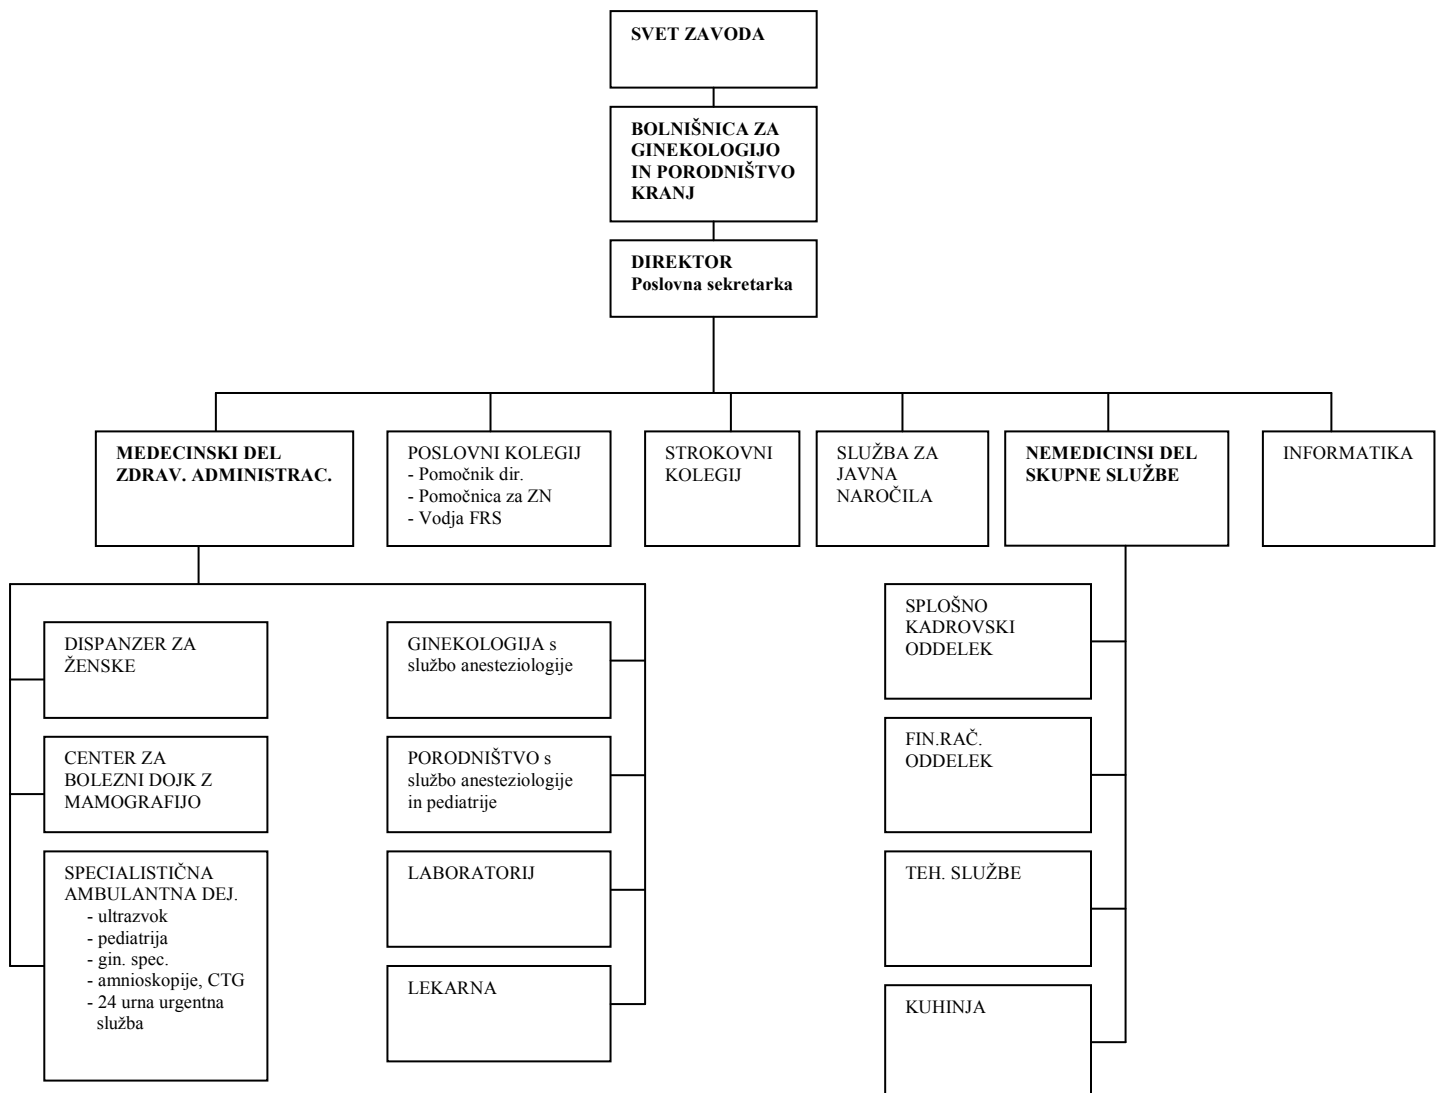 SVET ZAVODA
BOLNIŠNICA ZA
GINEKOLOGIJO
IN PORODNIŠTVO
KRANJ
DIREKTOR
Poslovna sekretarka
MEDECINSKI DEL
ZDRAV. ADMINISTRAC.
POSLOVNI KOLEGIJ
- Pomočnik dir.
- Pomočnica za ZN
- Vodja FRS
STROKOVNI
KOLEGIJ
SLUŽBA ZA
JAVNA
NAROČILA
NEMEDICINSI DEL
SKUPNE SLUŽBE
INFORMATIKA
DISPANZER ZA
ŽENSKE
CENTER ZA
BOLEZNI DOJK Z
MAMOGRAFIJO
SPECIALISTIČNA
AMBULANTNA DEJ.
- ultrazvok
- pediatrija
- gin. spec.
- amnioskopije, CTG
- 24 urna urgentna
služba
GINEKOLOGIJA s
službo anesteziologije
PORODNIŠTVO s
službo anesteziologije
in pediatrije
LABORATORIJ
LEKARNA
SPLOŠNO
KADROVSKI
ODDELEK
FIN.RAČ.
ODDELEK
TEH. SLUŽBE
KUHINJA